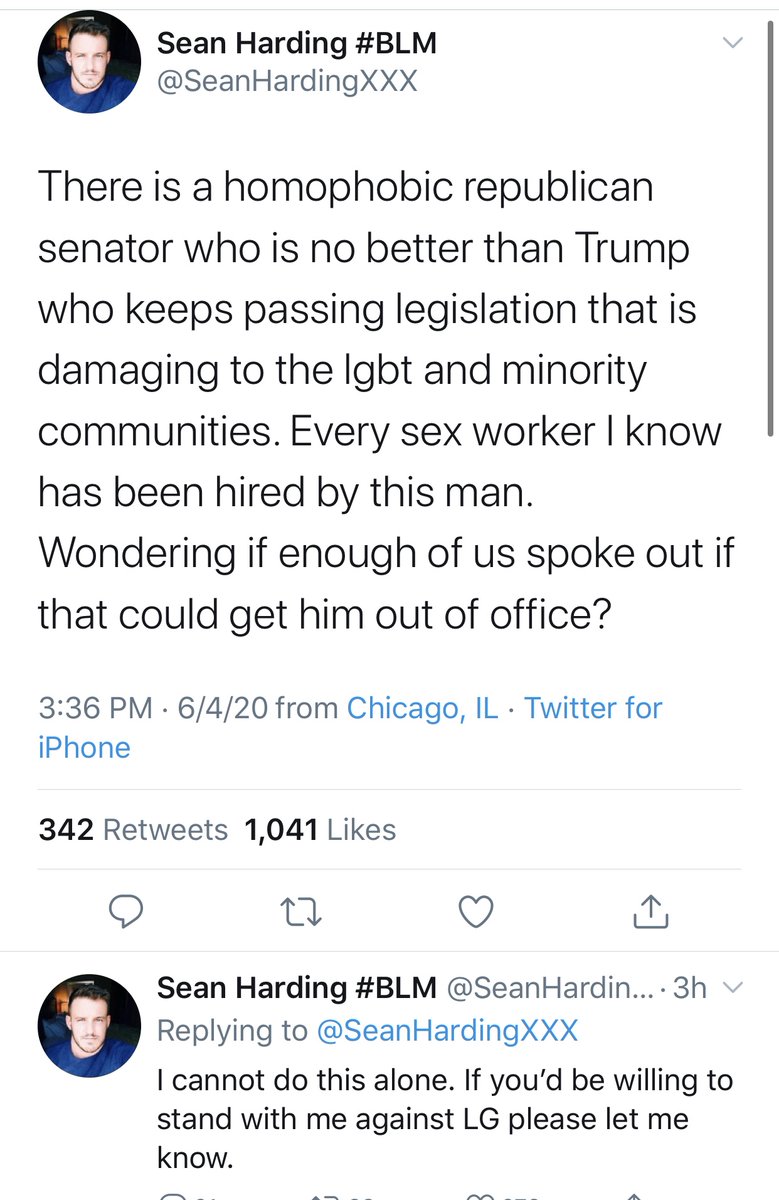 Sean Harding #BLM
@SeanHardingXXX
There is a homophobic republican
senator who is no better than Trump
who keeps passing legislation that is
damaging to the lgbt and minority
communities. Every sex worker I know
has been hired by this man.
Wondering if enough of us spoke out if
that could get him out of office?
3:36 PM · 6/4/20 from Chicago, IL · Twitter for
iPhone
342 Retweets 1,041 Likes
Sean Harding #BLM @SeanHardin... · 3h
Replying to @SeanHardingXXX
I cannot do this alone. If you’d be willing to
stand with me against LG please let me
know.